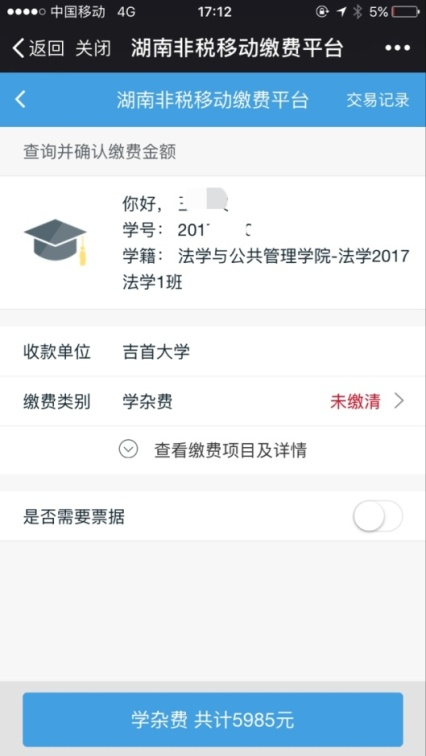 中国移动 4G 17:12 5%
返回 关闭 湖南非税移动缴费平台
湖南非税移动缴费平台 交易记录
查询并确认缴费金额
你好，
学号： 201
学籍： 法学与公共管理学院-法学2017
法学1班
收款单位 吉首大学
缴费类别 学杂费 未缴清
查看缴费项目及详情
是否需要票据
学杂费 共计5985元